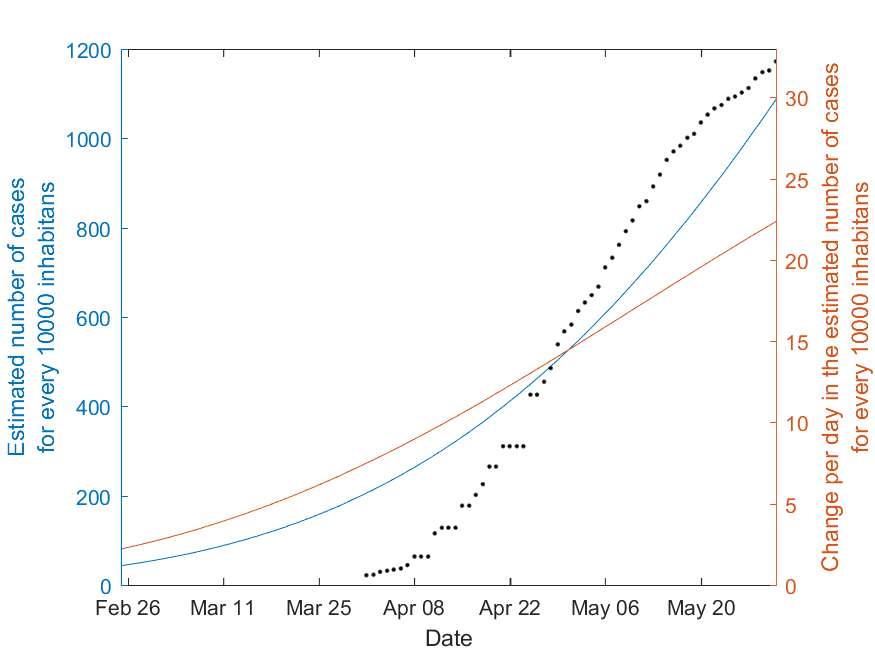 Estimated number of cases
for every 10000 inhabitans
1200
1000
800
600
400
200
0
Feb 26
Mar 11
Mar 25
Apr 08
Apr 22
May 06
May 20
Date
30
25
20
15
10
5
0
Change per day in the estimated number of cases
for every 10000 inhabitans